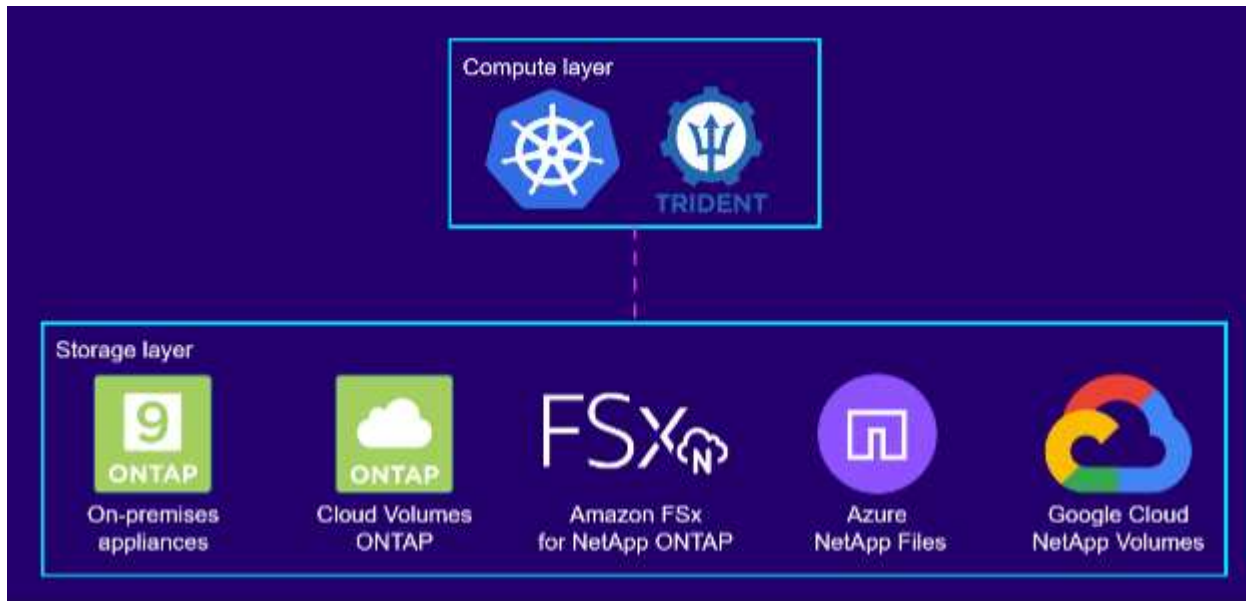 Compute layer
TRIDENT
Storage layer
9
ONTAP
On-premises
appliances
ONTAP
Cloud Volumes
ONTAP
FSxN
Amazon FSx
for NetApp ONTAP
Azure
NetApp Files
Google Cloud
NetApp Volumes